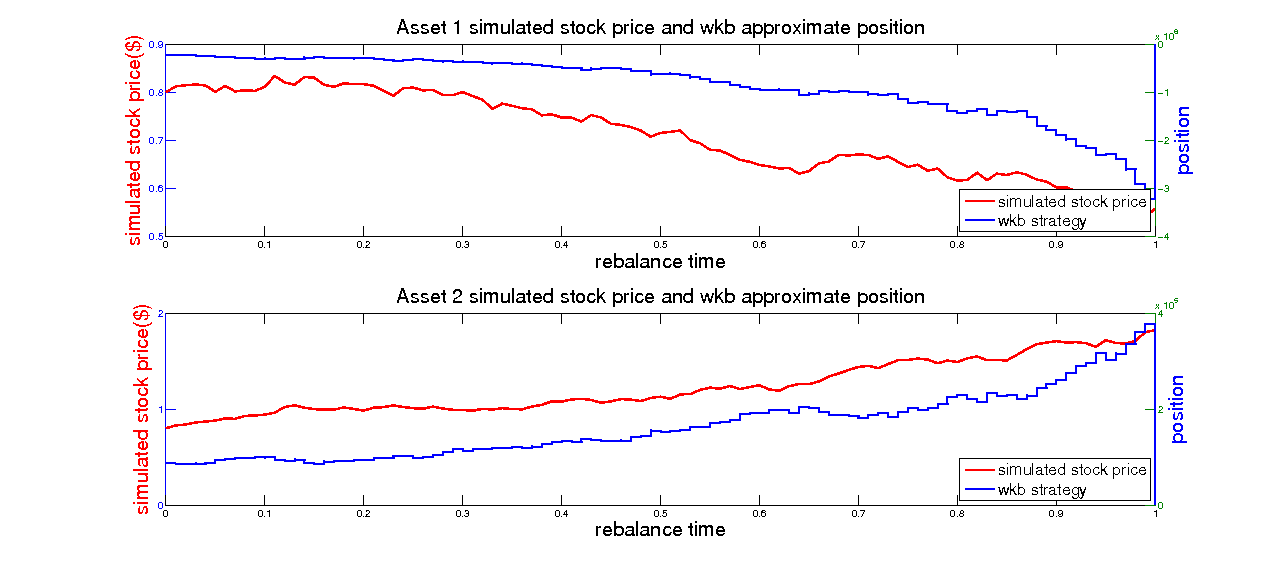 Asset 1 simulated stock price and wkb approximate position
x 10
0.9
0.8
0.7
0.6
0.5
simulated stock price($)
0
−1
−2
−3
−4
position
simulated stock price
wkb strategy
0 0.1 0.2 0.3 0.4 0.5 0.6 0.7 0.8 0.9 1
rebalance time
Asset 2 simulated stock price and wkb approximate position
x 10
2
1
0
simulated stock price($)
4
2
0
position
simulated stock price
wkb strategy
0 0.1 0.2 0.3 0.4 0.5 0.6 0.7 0.8 0.9 1
rebalance time